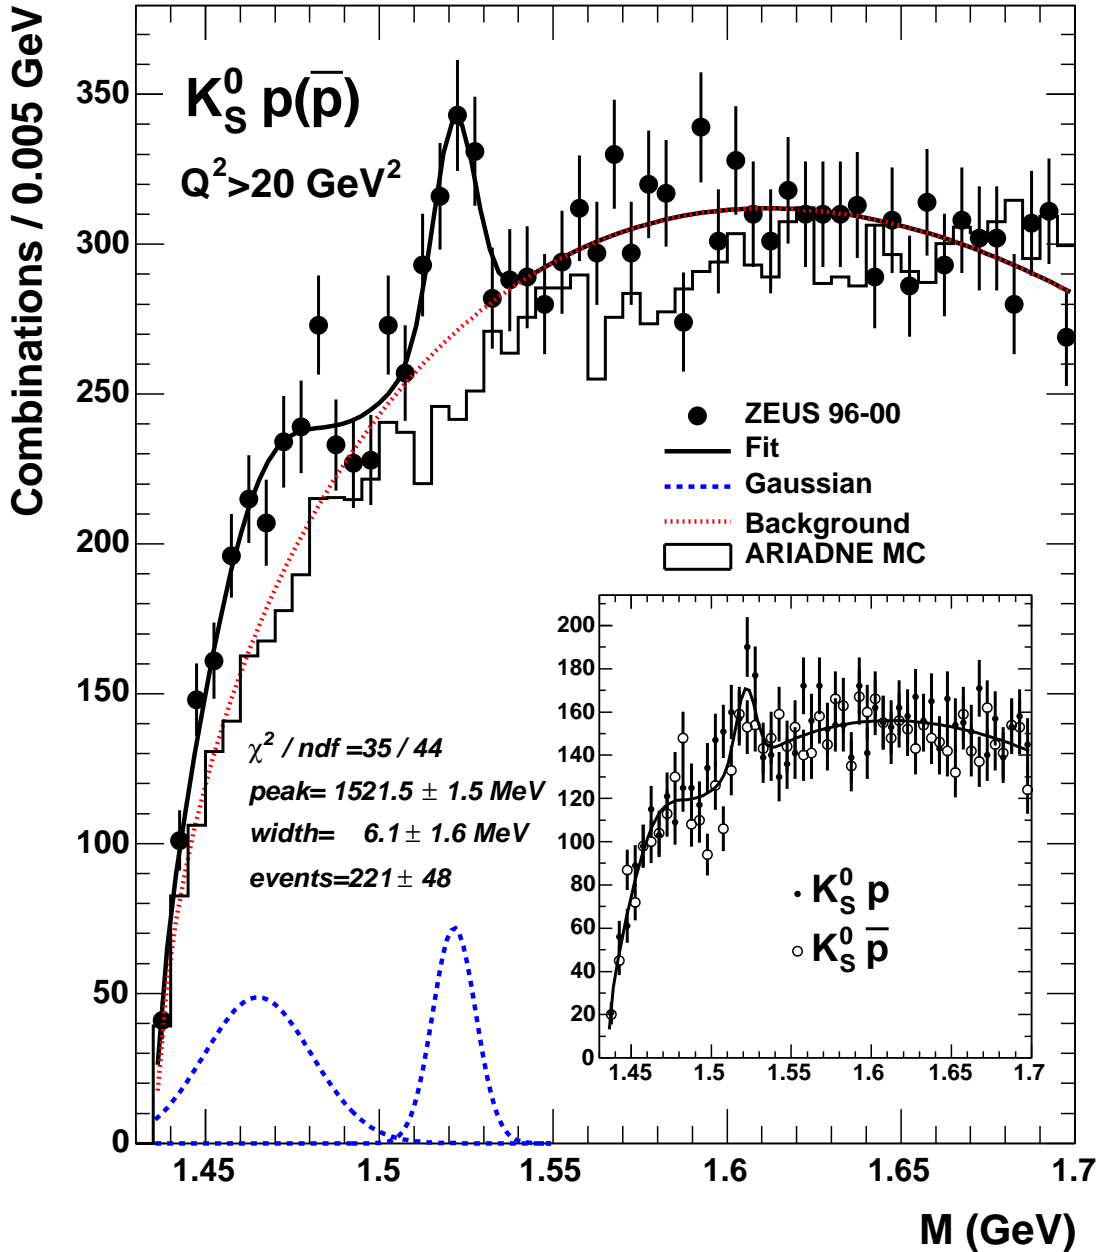 Combinations / 0.005 GeV
K⁰_S p(p̅)
Q²>20 GeV²
350
300
250
200
150
100
50
0
ZEUS 96-00
Fit
Gaussian
Background
ARIADNE MC
χ² / ndf =35 / 44
peak= 1521.5 ± 1.5 MeV
width= 6.1 ± 1.6 MeV
events=221 ± 48
200
180
160
140
120
100
80
60
40
20
0
K⁰_S p
K⁰_S p̅
1.45 1.5 1.55 1.6 1.65 1.7
1.45 1.5 1.55 1.6 1.65 1.7
M (GeV)